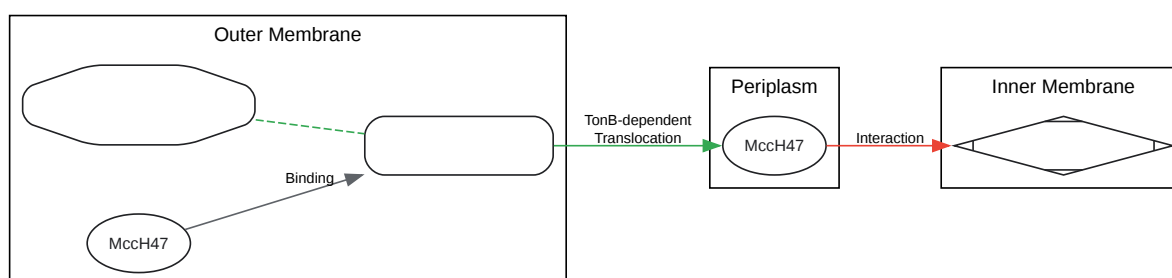 Outer Membrane
Binding
MccH47
TonB-dependent
Translocation
Periplasm
MccH47
Interaction
Inner Membrane